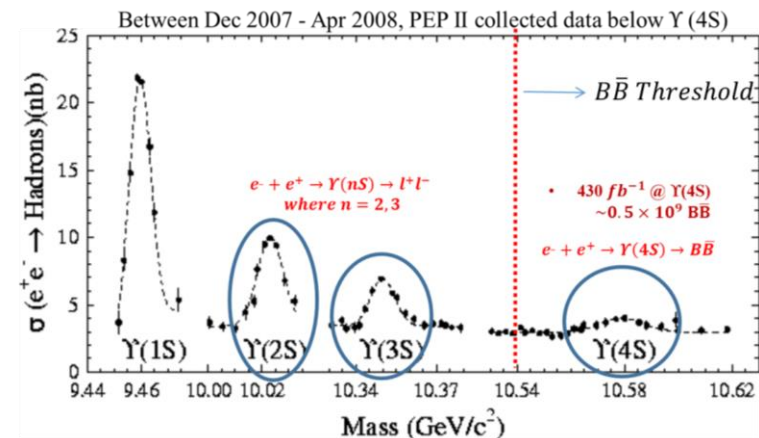 Between Dec 2007 - Apr 2008, PEP II collected data below ϒ (4S)
σ (e⁺e⁻ → Hadrons)(nb)
25
20
15
10
5
0
BB̅ Threshold
e- + e⁺ → ϒ(nS) → l⁺l⁻
where n = 2, 3
• 430 fb⁻¹ @ ϒ(4S)
~0.5 × 10⁹ BB̅
e- + e⁺ → ϒ(4S) → BB̅
ϒ(1S)
ϒ(2S)
ϒ(3S)
ϒ(4S)
9.44 9.46 10.00 10.02 10.34 10.37 10.54 10.58 10.62
Mass (GeV/c²)